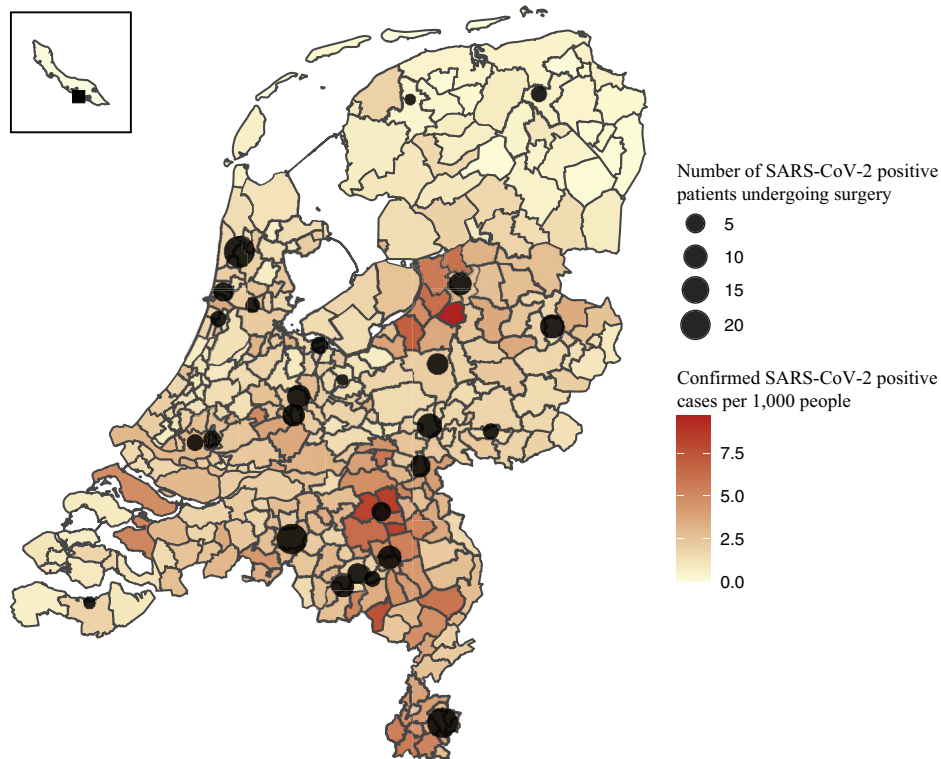 Number of SARS-CoV-2 positive
patients undergoing surgery
5
10
15
20
Confirmed SARS-CoV-2 positive
cases per 1,000 people
7.5
5.0
2.5
0.0